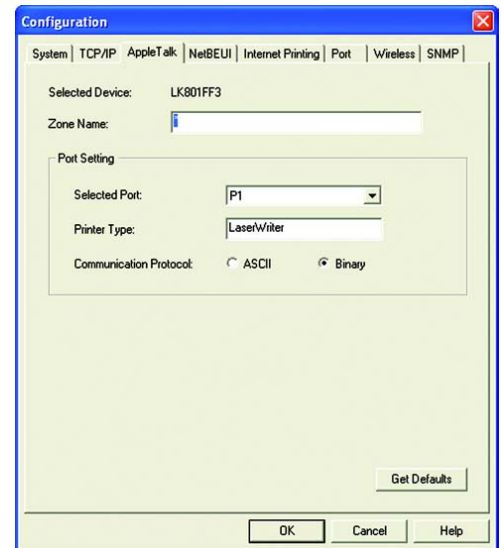 Configuration
System TCP/IP AppleTalk NetBEUI Internet Printing Port Wireless SNMP
Selected Device: LK801FF3
Zone Name: *
Port Setting
Selected Port: P1
Printer Type: LaserWriter
Communication Protocol: ASCII Binary
Get Defaults
OK Cancel Help